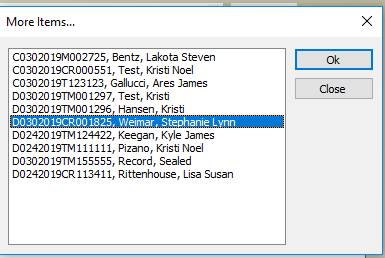 More Items...
C0302019M002725, Bentz, Lakota Steven
C0302019CR000551, Test, Kristi Noel
C0302019T123123, Gallucci, Ares James
D0302019TM001297, Test, Kristi
D0302019TM001296, Hansen, Kristi
D0302019CR001825, Weimar, Stephanie Lynn
D0242019TM124422, Keegan, Kyle James
D0242019TM111111, Pizano, Kristi Noel
D0302019TM155555, Record, Sealed
D0242019CR113411, Rittenhouse, Lisa Susan
Ok
Close